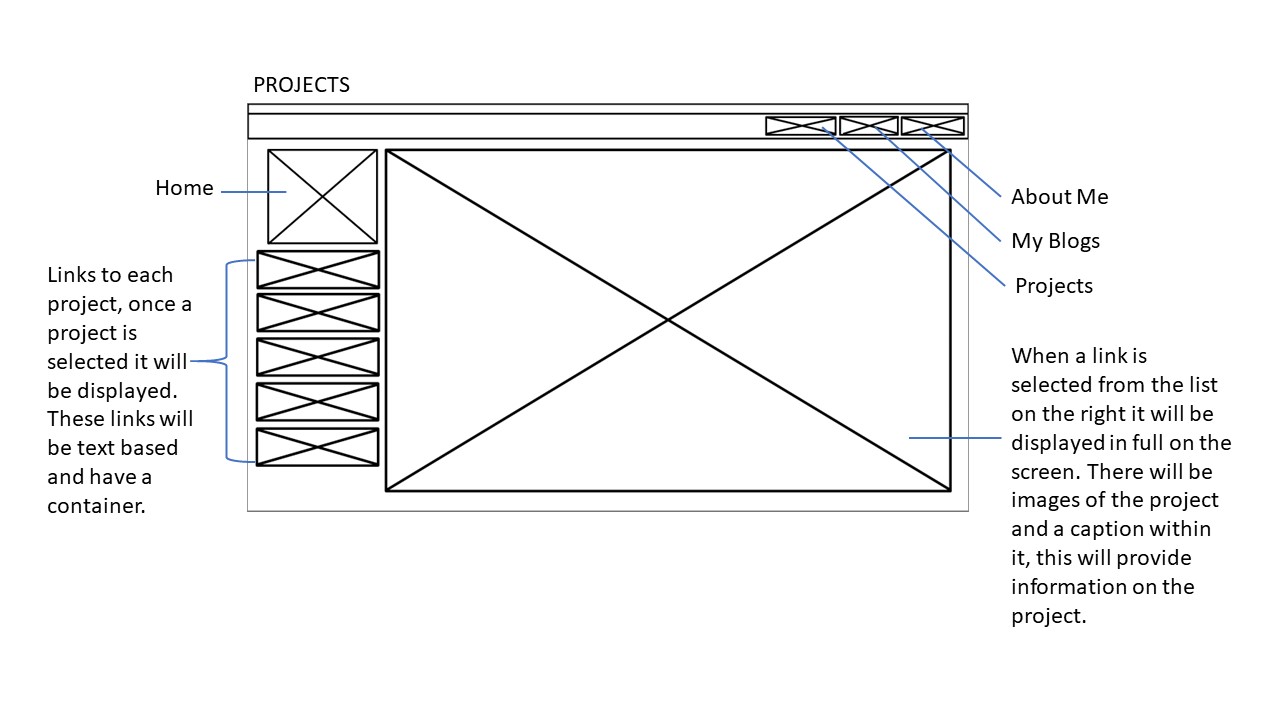 PROJECTS
Home
Links to each
project, once a
project is
selected it will
be displayed.
These links will
be text based
and have a
container.
About Me
My Blogs
Projects
When a link is
selected from the list
on the right it will be
displayed in full on the
screen. There will be
images of the project
and a caption within
it, this will provide
information on the
project.